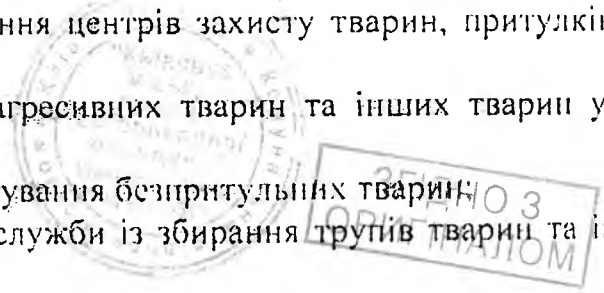 ння центрів захисту тварин, притулкі
агресивних тварин та інших тварин у
ування безпритульних тварин;
служби із збирання трупів тварин та і
ЗГІДНО З
ОРИГІНАЛОМ